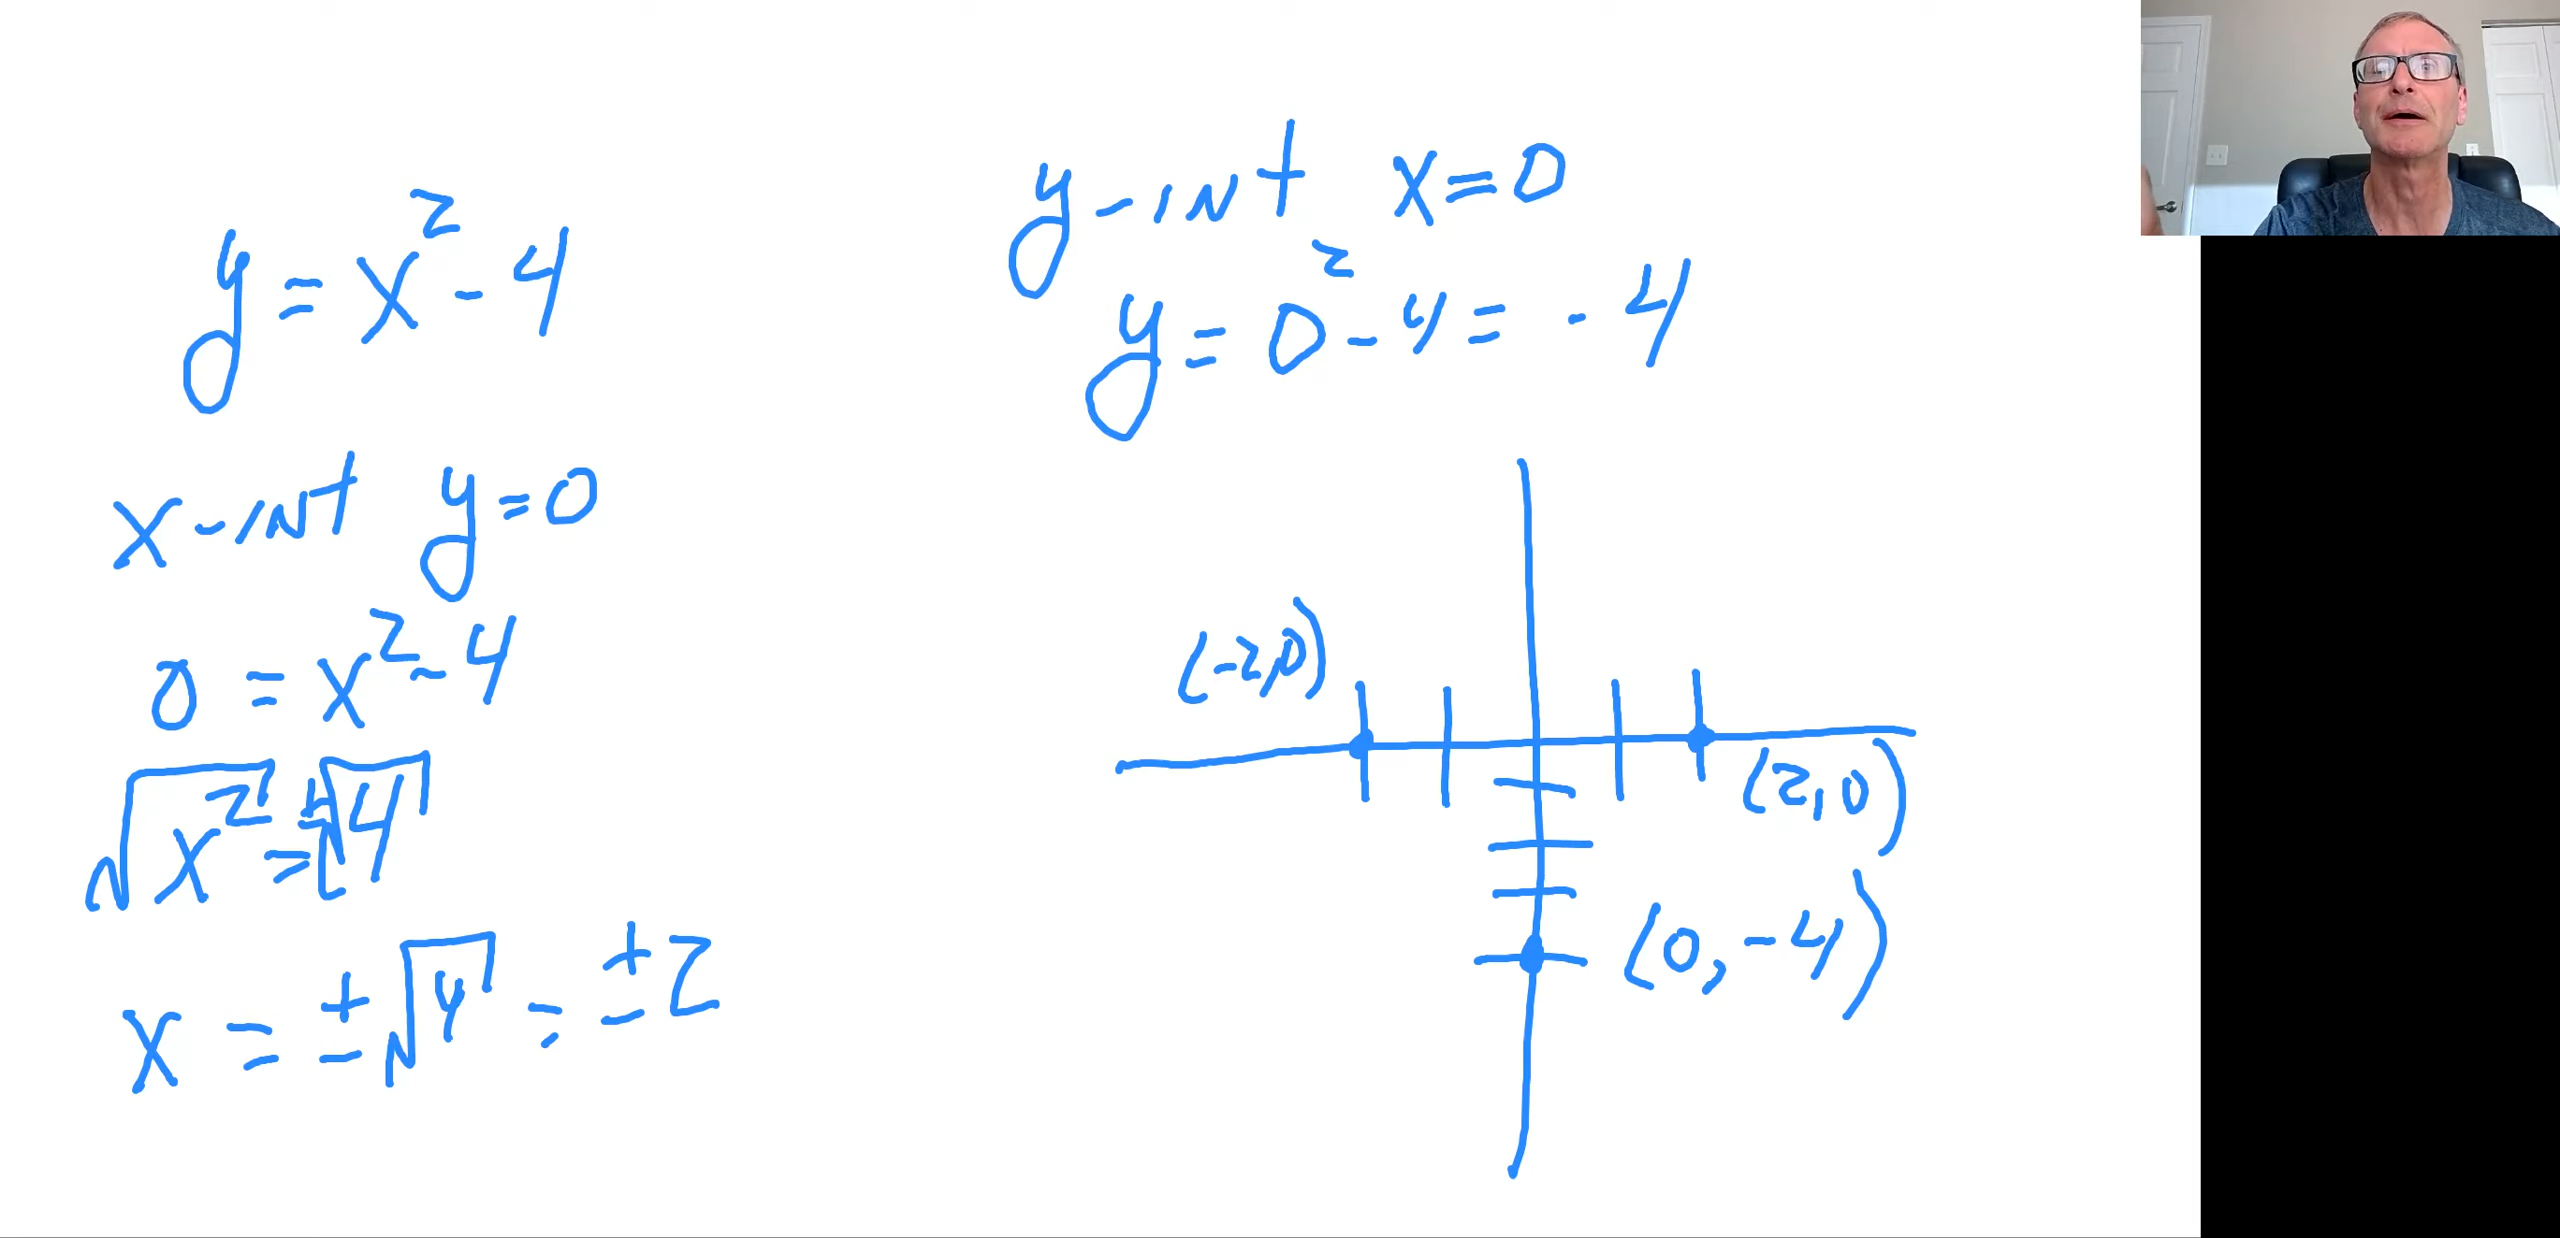 y = x² - 4
x-int y=0
0 = x² - 4
√x² = ±√4
x = ±√4 = ±2
y-int x=0
y = 0² - 4 = - 4
(-2,0)
(2,0)
(0,-4)